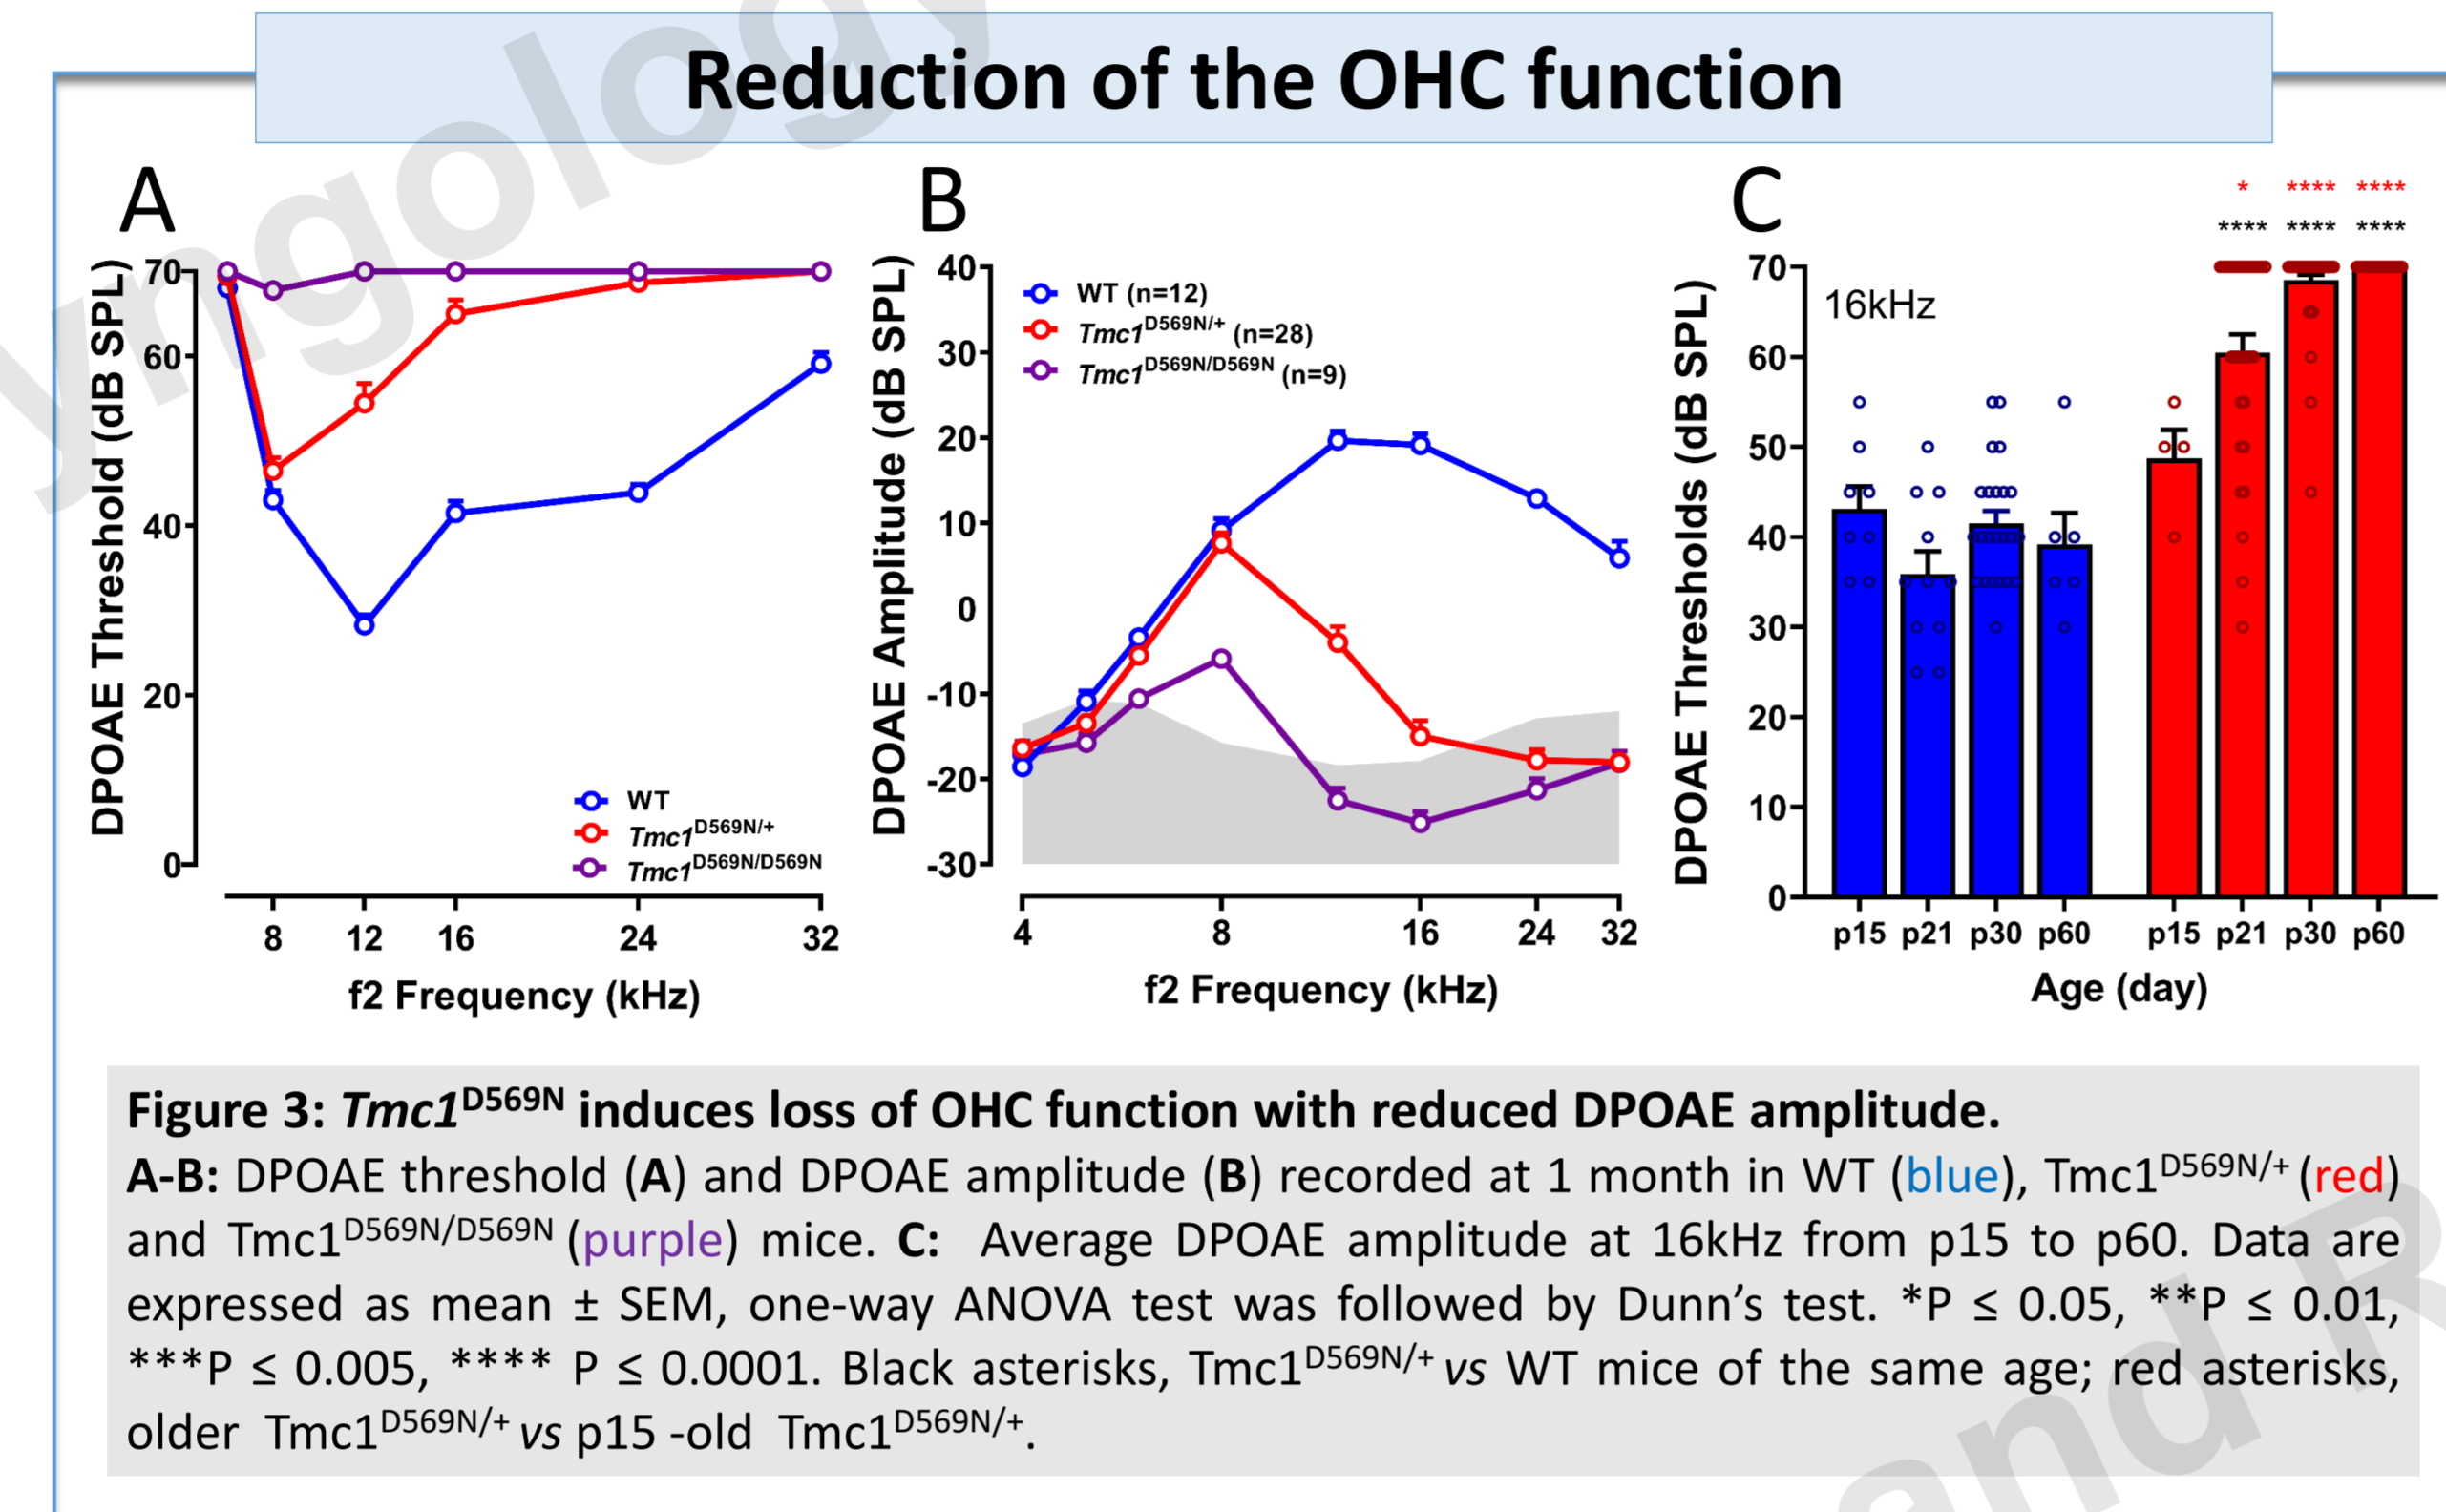 Reduction of the OHC function
A
DPOAE Threshold (dB SPL)
70
60
40
20
0
WT
Tmc1D569N/+
Tmc1D569N/D569N
8 12 16 24 32
f2 Frequency (kHz)
B
DPOAE Amplitude (dB SPL)
40
30
20
10
0
-10
-20
-30
WT (n=12)
Tmc1D569N/+ (n=28)
Tmc1D569N/D569N (n=9)
4 8 16 24 32
f2 Frequency (kHz)
C
* **** ****
**** **** ****
DPOAE Thresholds (dB SPL)
70
60
50
40
30
20
10
0
16kHz
p15 p21 p30 p60 p15 p21 p30 p60
Age (day)
Figure 3: Tmc1D569N induces loss of OHC function with reduced DPOAE amplitude.
A-B: DPOAE threshold (A) and DPOAE amplitude (B) recorded at 1 month in WT (blue), Tmc1D569N/+ (red)
and Tmc1D569N/D569N (purple) mice. C: Average DPOAE amplitude at 16kHz from p15 to p60. Data are
expressed as mean ± SEM, one-way ANOVA test was followed by Dunn’s test. *P ≤ 0.05, **P ≤ 0.01,
***P ≤ 0.005, **** P ≤ 0.0001. Black asterisks, Tmc1D569N/+ vs WT mice of the same age; red asterisks,
older Tmc1D569N/+ vs p15 -old Tmc1D569N/+.